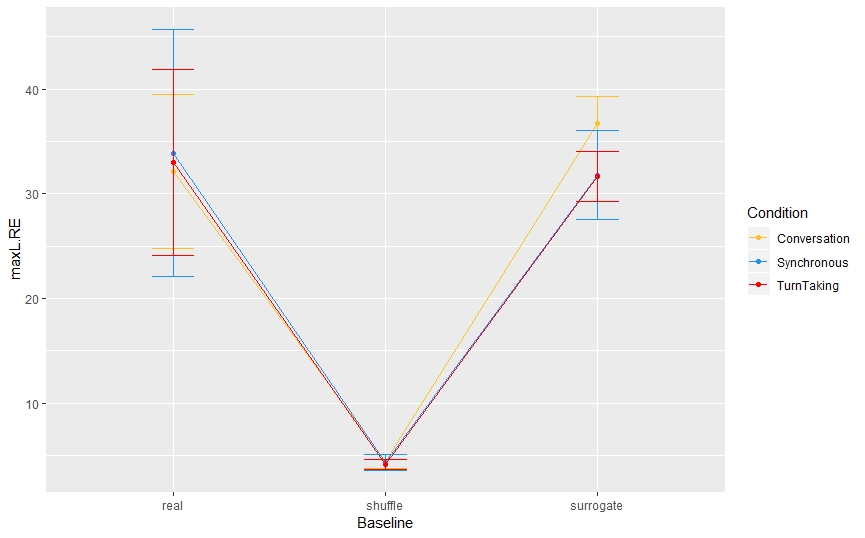 maxL.RE
40
30
20
10
real
shuffle
surrogate
Baseline
Condition
Conversation
Synchronous
TurnTaking